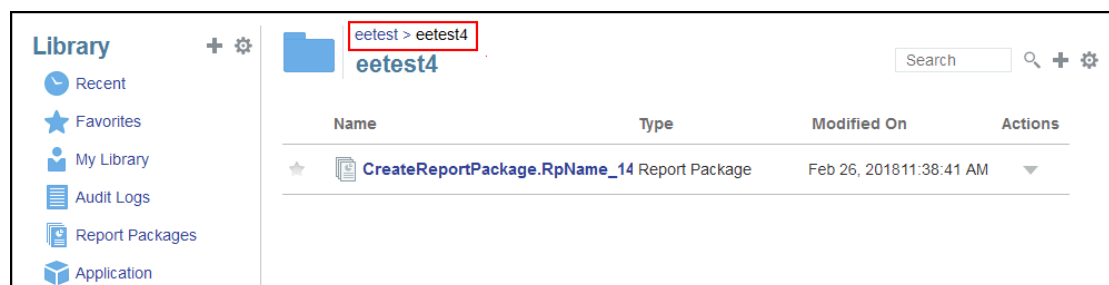 Library
Recent
Favorites
My Library
Audit Logs
Report Packages
Application
eetest > eetest4
eetest4
Search
Name Type Modified On Actions
CreateReportPackage.RpName_14 Report Package Feb 26, 201811:38:41 AM